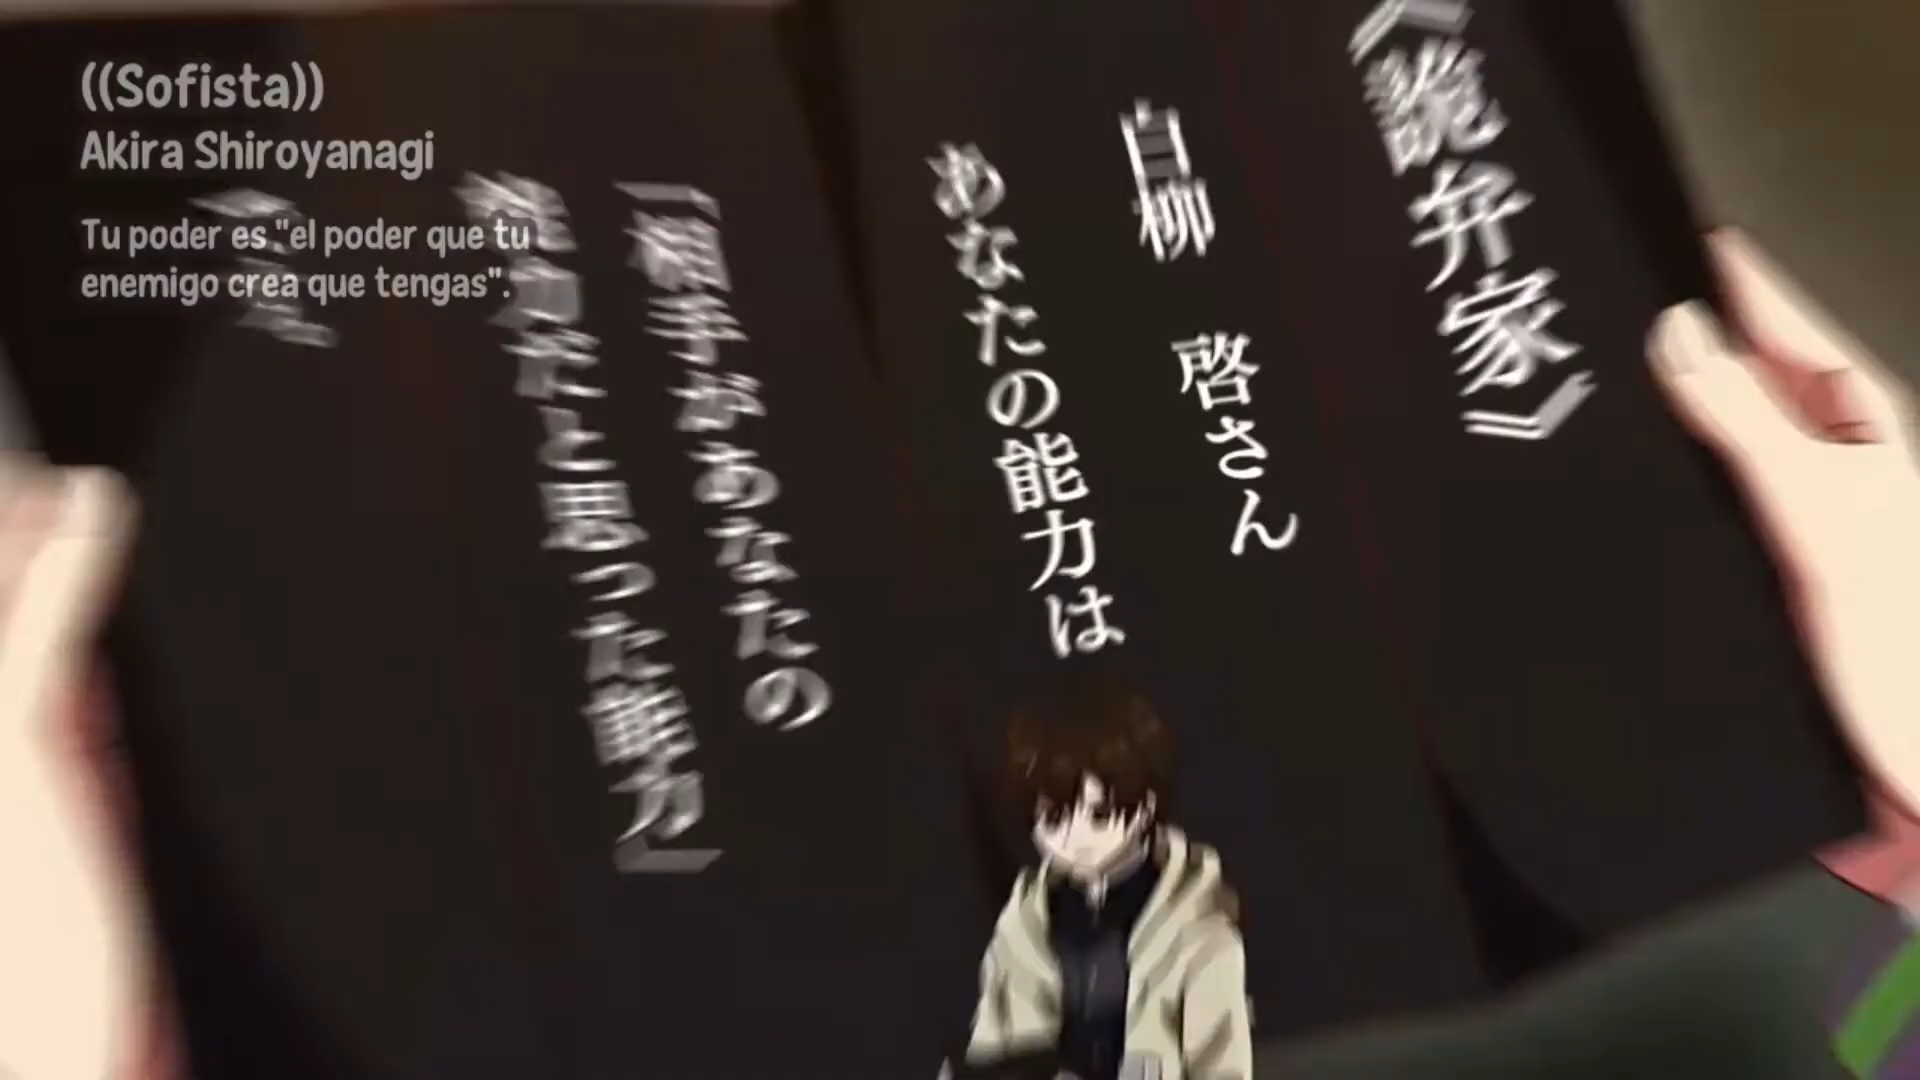 ((Sofista))
Akira Shiroyanagi
Tu poder es "el poder que tu
enemigo crea que tengas".
《詭弁家》
白柳 啓さん
あなたの能力は
「相手があなたの
能力だと思った能力」
です。